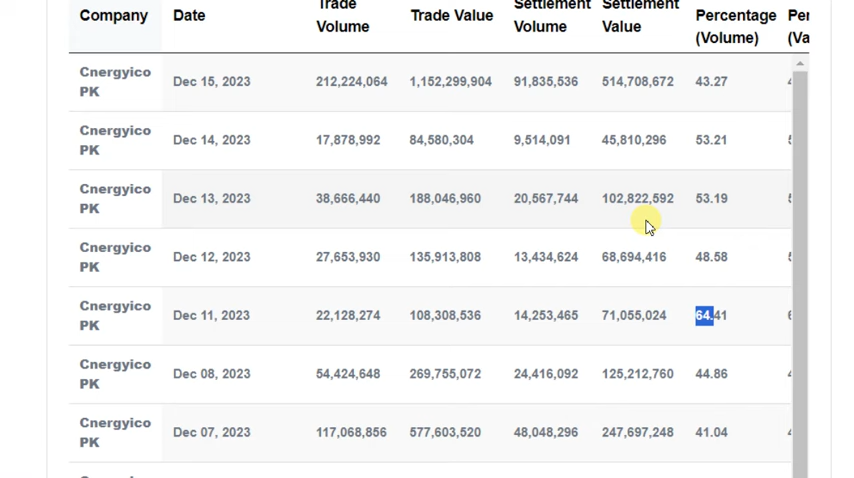 Company Date Trade Volume Trade Value Settlement Volume Settlement Value Percentage (Volume)
Cnergyico PK Dec 15, 2023 212,224,064 1,152,299,904 91,835,536 514,708,672 43.27
Cnergyico PK Dec 14, 2023 17,878,992 84,580,304 9,514,091 45,810,296 53.21
Cnergyico PK Dec 13, 2023 38,666,440 188,046,960 20,567,744 102,822,592 53.19
Cnergyico PK Dec 12, 2023 27,653,930 135,913,808 13,434,624 68,694,416 48.58
Cnergyico PK Dec 11, 2023 22,128,274 108,308,536 14,253,465 71,055,024 64.41
Cnergyico PK Dec 08, 2023 54,424,648 269,755,072 24,416,092 125,212,760 44.86
Cnergyico PK Dec 07, 2023 117,068,856 577,603,520 48,048,296 247,697,248 41.04